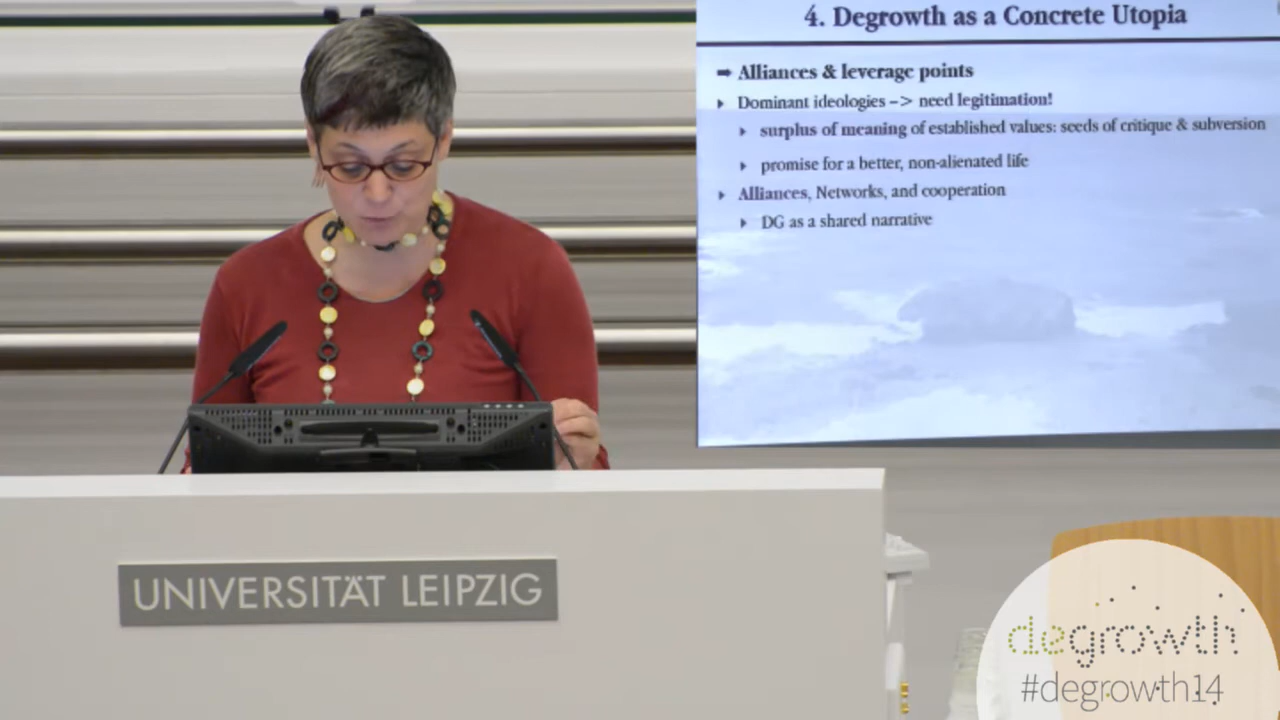 4. Degrowth as a Concrete Utopia
➡ Alliances & leverage points
Dominant ideologies –> need legitimation!
surplus of meaning of established values: seeds of critique & subversion
promise for a better, non-alienated life
Alliances, Networks, and cooperation
DG as a shared narrative
UNIVERSITÄT LEIPZIG
degrowth
#degrowth14